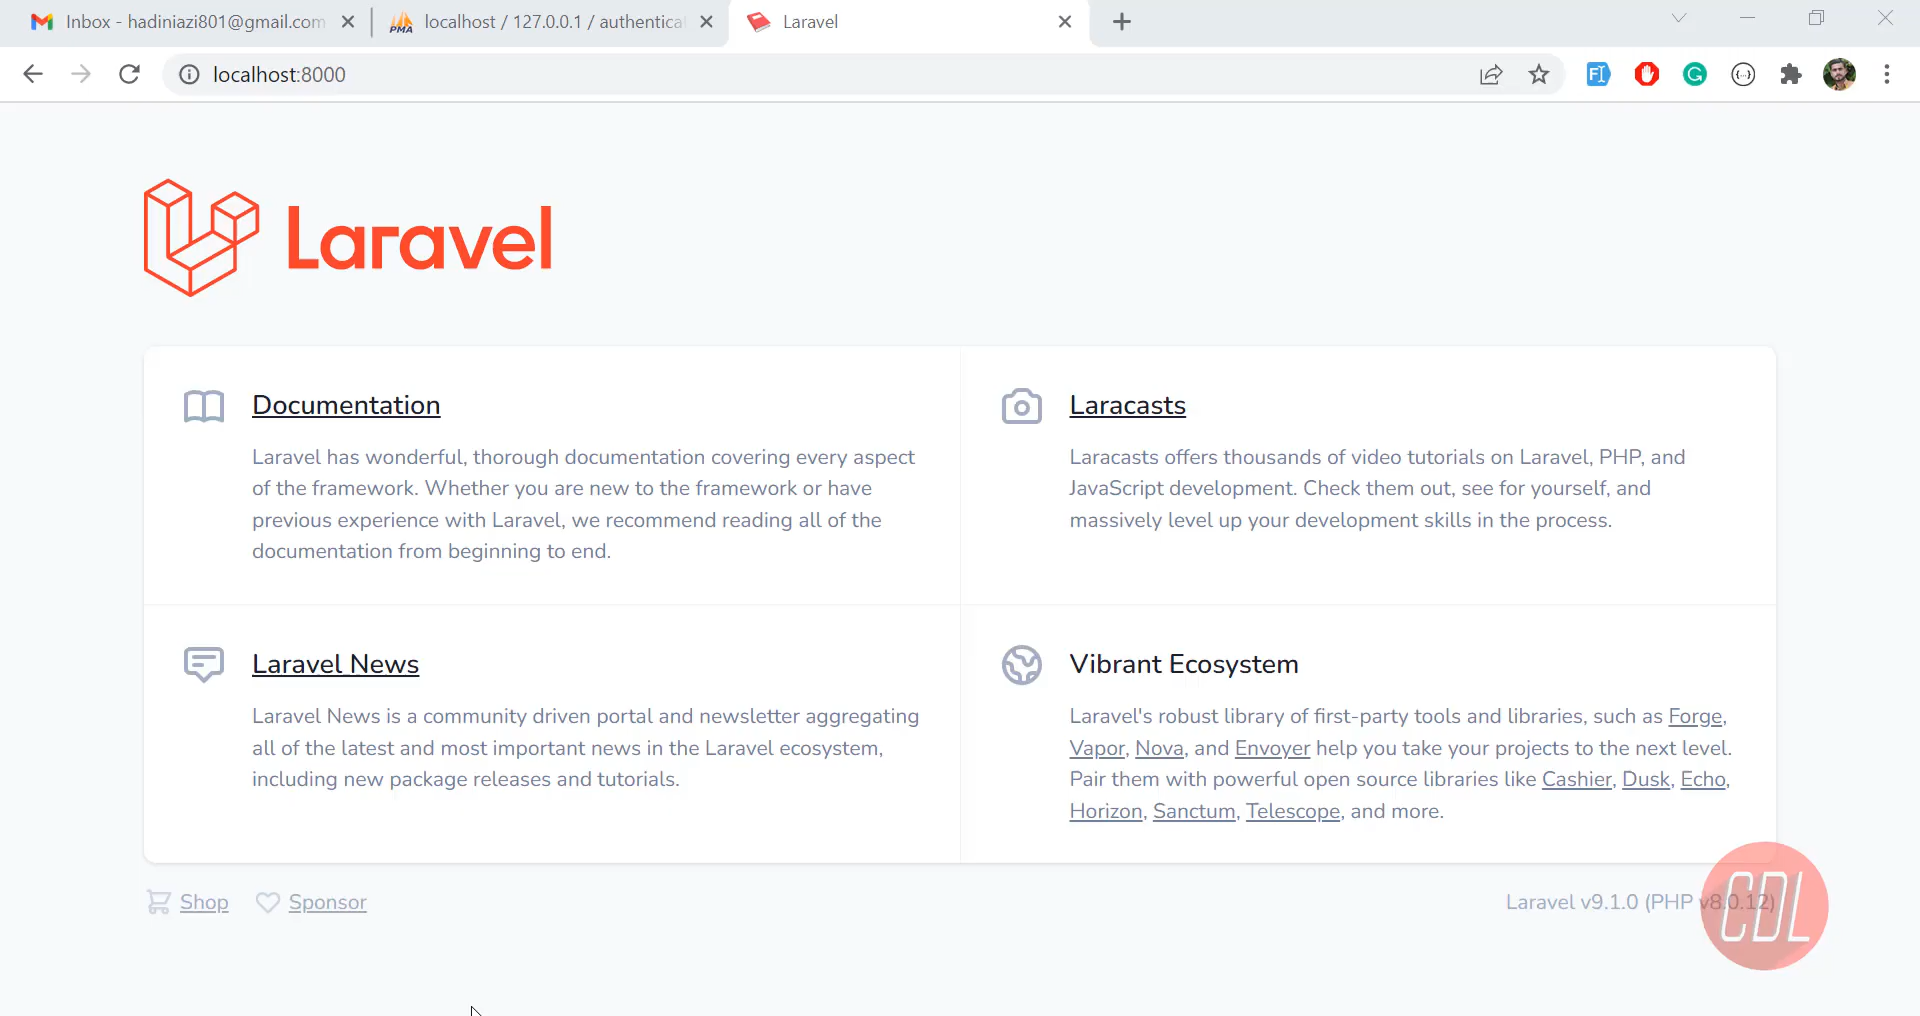 Inbox - hadiniazi801@gmail.com
PMA
localhost / 127.0.0.1 / authentica
Laravel
localhost:8000
Laravel
Documentation
Laravel has wonderful, thorough documentation covering every aspect
of the framework. Whether you are new to the framework or have
previous experience with Laravel, we recommend reading all of the
documentation from beginning to end.
Laracasts
Laracasts offers thousands of video tutorials on Laravel, PHP, and
JavaScript development. Check them out, see for yourself, and
massively level up your development skills in the process.
Laravel News
Laravel News is a community driven portal and newsletter aggregating
all of the latest and most important news in the Laravel ecosystem,
including new package releases and tutorials.
Vibrant Ecosystem
Laravel's robust library of first-party tools and libraries, such as Forge,
Vapor, Nova, and Envoyer help you take your projects to the next level.
Pair them with powerful open source libraries like Cashier, Dusk, Echo,
Horizon, Sanctum, Telescope, and more.
Shop
Sponsor
Laravel v9.1.0 (PHP v8.0.12)
CDL